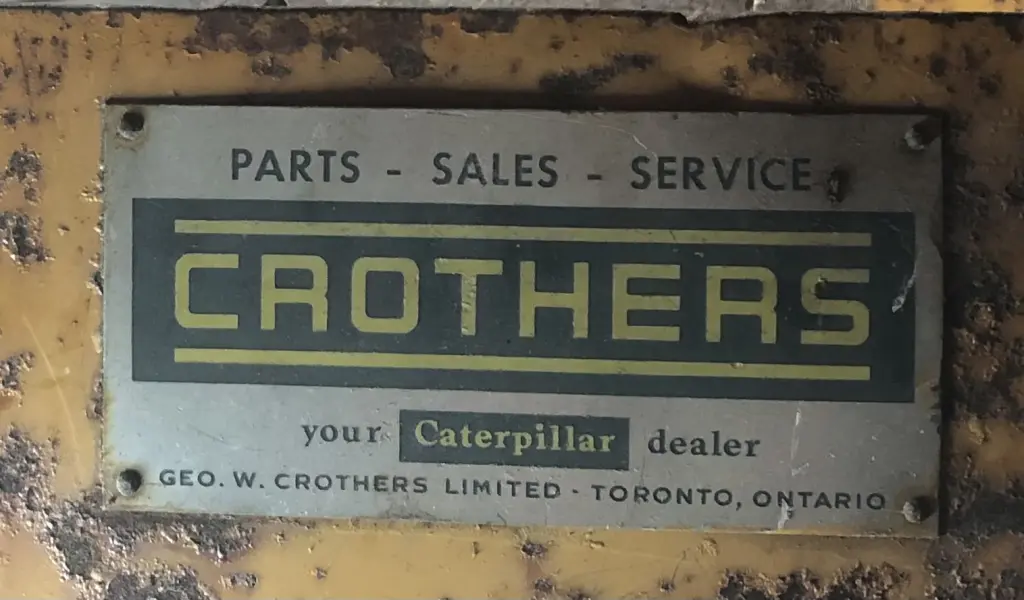 PARTS - SALES - SERVICE
CROTHERS
your Caterpillar dealer
GEO. W. CROTHERS LIMITED - TORONTO, ONTARIO